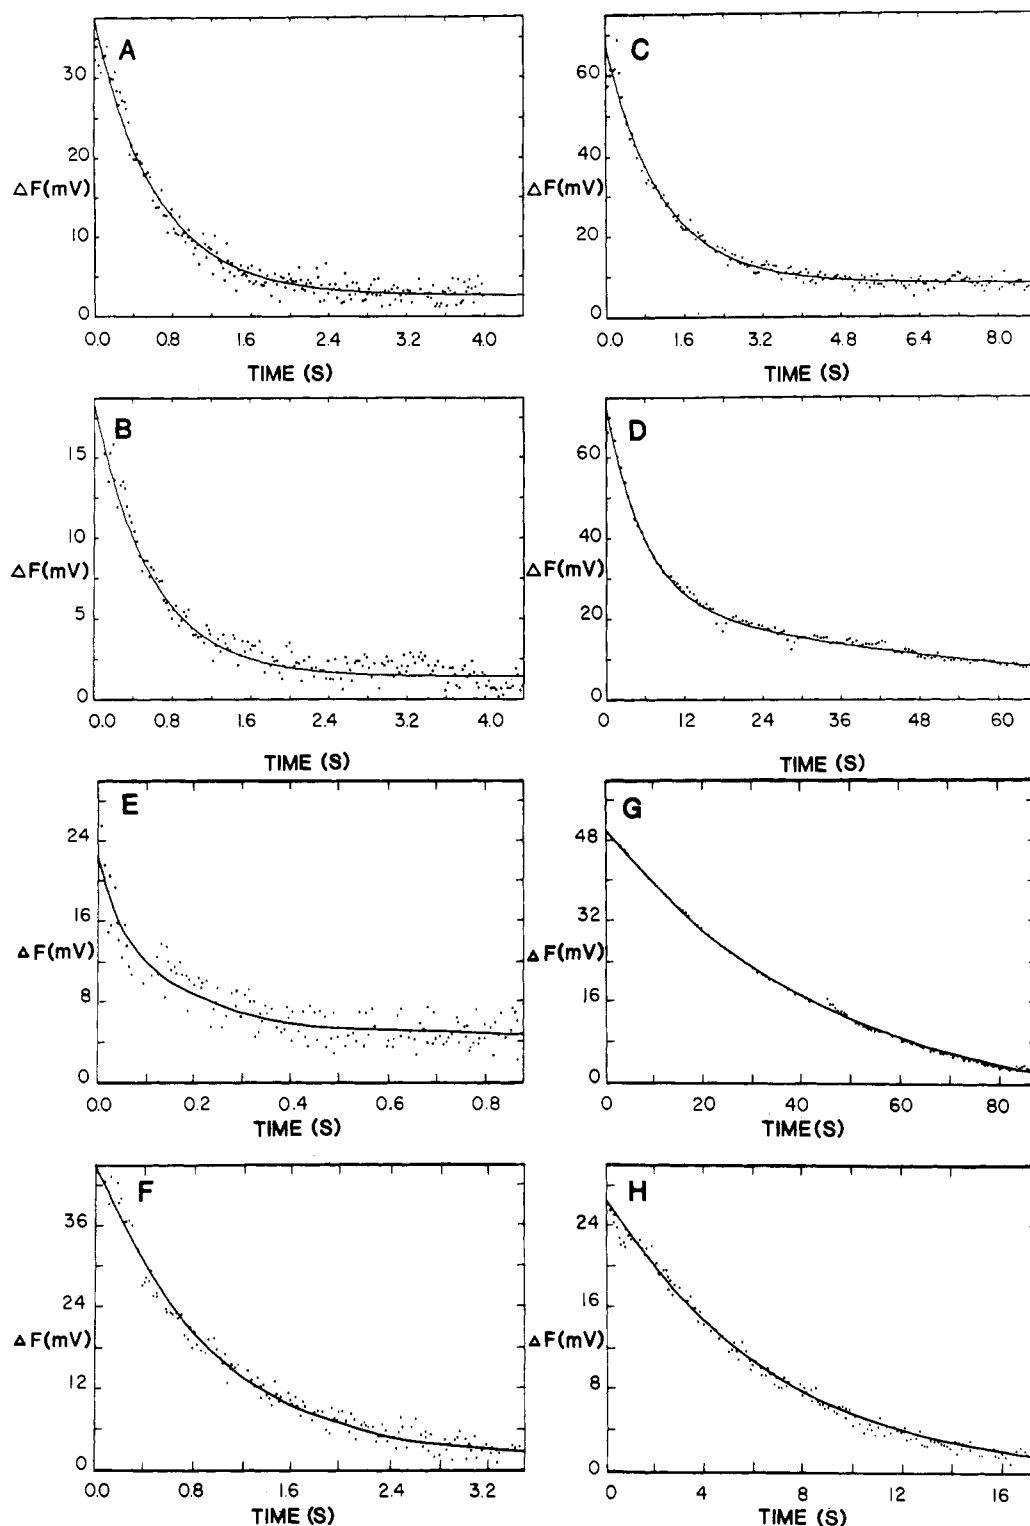 A
30
20
ΔF(mV)
10
0
0.0 0.8 1.6 2.4 3.2 4.0
TIME (S)
C
60
40
ΔF(mV)
20
0
0.0 1.6 3.2 4.8 6.4 8.0
TIME (S)
B
15
10
ΔF(mV)
5
0
0.0 0.8 1.6 2.4 3.2 4.0
TIME (S)
D
60
40
ΔF(mV)
20
0
0 12 24 36 48 60
TIME (S)
E
24
16
ΔF(mV)
8
0
0.0 0.2 0.4 0.6 0.8
TIME (S)
G
48
32
ΔF(mV)
16
0
0 20 40 60 80
TIME(S)
F
36
24
ΔF(mV)
12
0
0.0 0.8 1.6 2.4 3.2
TIME (S)
H
24
16
ΔF(mV)
8
0
0 4 8 12 16
TIME (S)